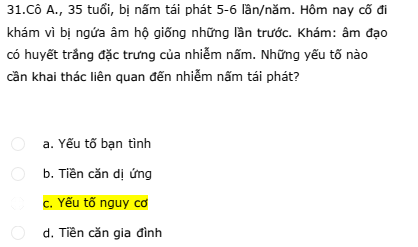 31.Cô A., 35 tuổi, bị nấm tái phát 5-6 lần/năm. Hôm nay cố đi
khám vì bị ngứa âm hộ giống những lần trước. Khám: âm đạo
có huyết trắng đặc trưng của nhiễm nấm. Những yếu tố nào
cần khai thác liên quan đến nhiễm nấm tái phát?
a. Yếu tố bạn tình
b. Tiền căn dị ứng
c. Yếu tố nguy cơ
d. Tiền căn gia đình